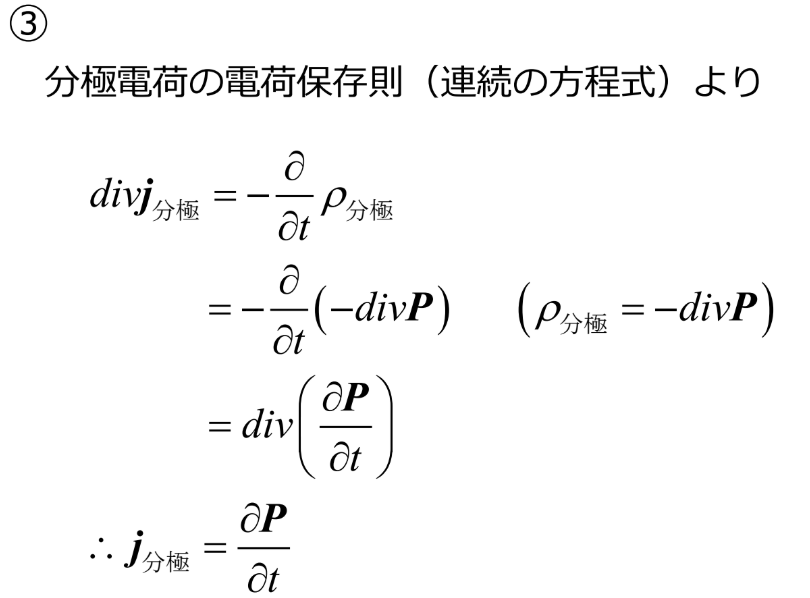 ③
分極電荷の電荷保存則（連続の方程式）より
div𝒋分極 = −∂/∂t ρ分極
= −∂/∂t (−div𝑷) (ρ分極 = −div𝑷)
= div(∂𝑷/∂t)
∴ 𝒋分極 = ∂𝑷/∂t